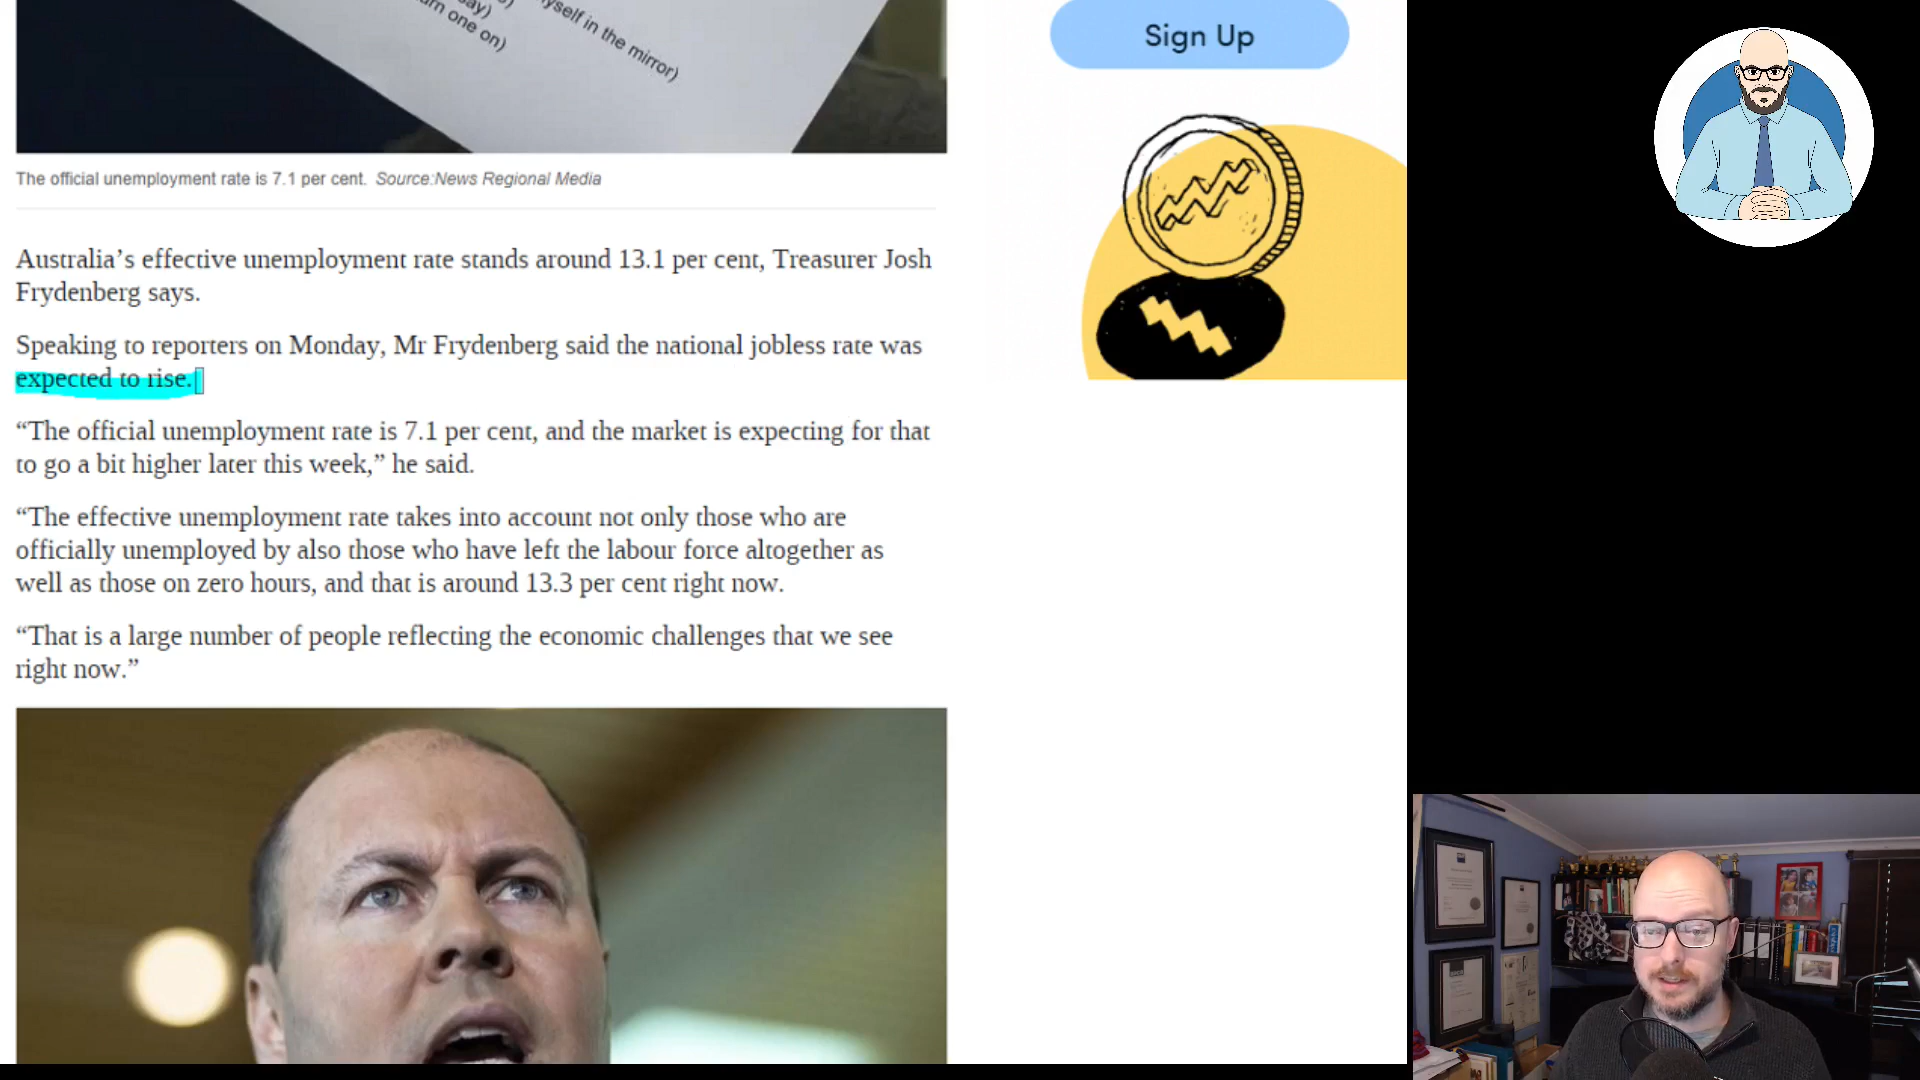 yself in the mirror)
say)
urn one on)
Sign Up
The official unemployment rate is 7.1 per cent. Source:News Regional Media
Australia’s effective unemployment rate stands around 13.1 per cent, Treasurer Josh
Frydenberg says.
Speaking to reporters on Monday, Mr Frydenberg said the national jobless rate was
expected to rise.
“The official unemployment rate is 7.1 per cent, and the market is expecting for that
to go a bit higher later this week,” he said.
“The effective unemployment rate takes into account not only those who are
officially unemployed by also those who have left the labour force altogether as
well as those on zero hours, and that is around 13.3 per cent right now.
“That is a large number of people reflecting the economic challenges that we see
right now.”